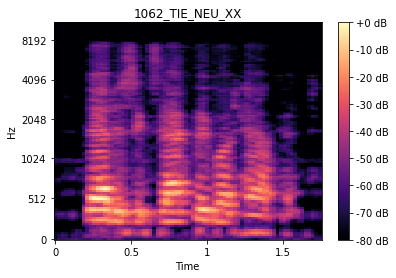 1062_TIE_NEU_XX
Hz
8192
4096
2048
1024
512
0
0
0.5
1
1.5
Time
+0 dB
-10 dB
-20 dB
-30 dB
-40 dB
-50 dB
-60 dB
-70 dB
-80 dB